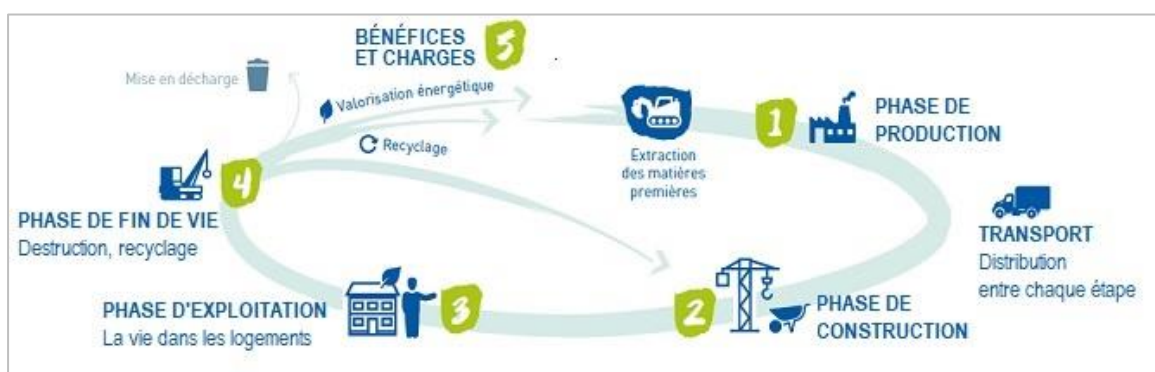 BÉNÉFICES
ET CHARGES
5
Mise en décharge
Valorisation énergétique
Recyclage
Extraction
des matières
premières
1
PHASE DE
PRODUCTION
TRANSPORT
Distribution
entre chaque étape
2
PHASE DE
CONSTRUCTION
3
PHASE D'EXPLOITATION
La vie dans les logements
4
PHASE DE FIN DE VIE
Destruction, recyclage